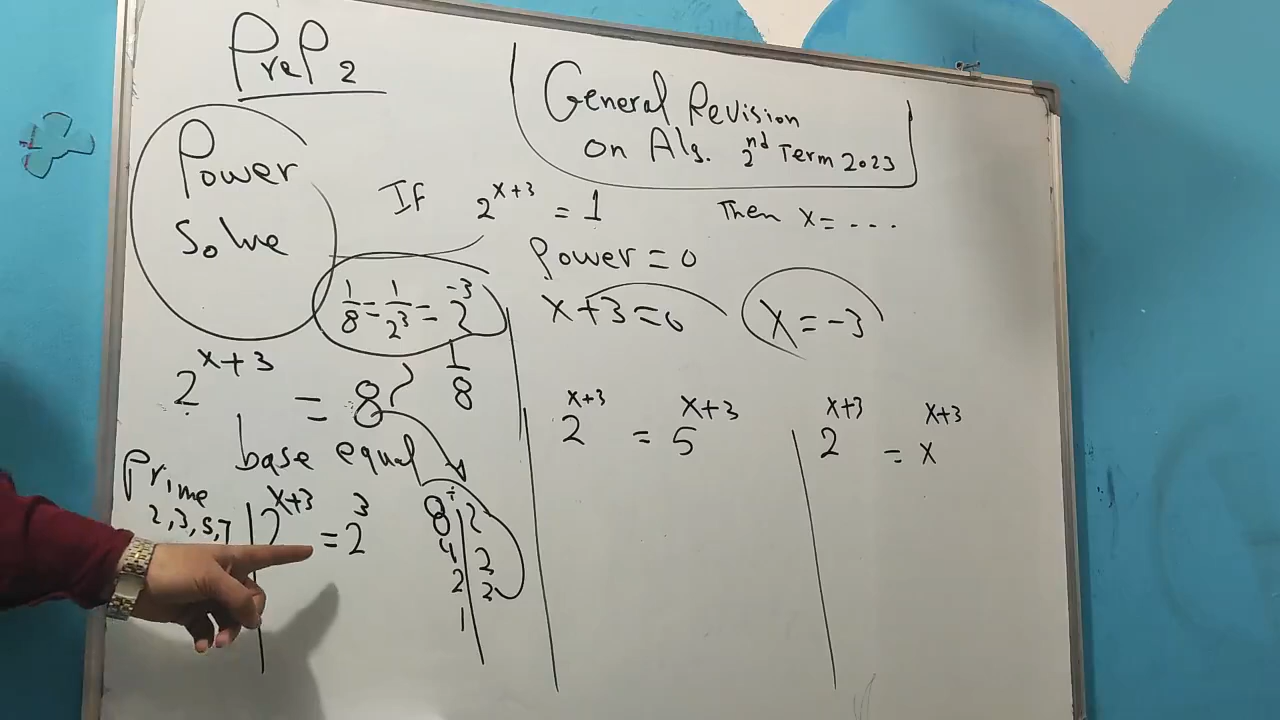 Prep 2
General Revision
on Alg. 2nd Term 2023
Power
Solve
If 2^{x+3} = 1 Then x = ----
Power = 0
x+3=0 x = -3
1/8 = 1/2^3 = 2^{-3}
2^{x+3} = 8 ? 1/8
base equal
Prime
2,3,5,7
2^{x+3} = 2^3
8 ÷ 2
4 2
2 2
1
2^{x+3} = 5^{x+3}
2^{x+3} = x^{x+3}